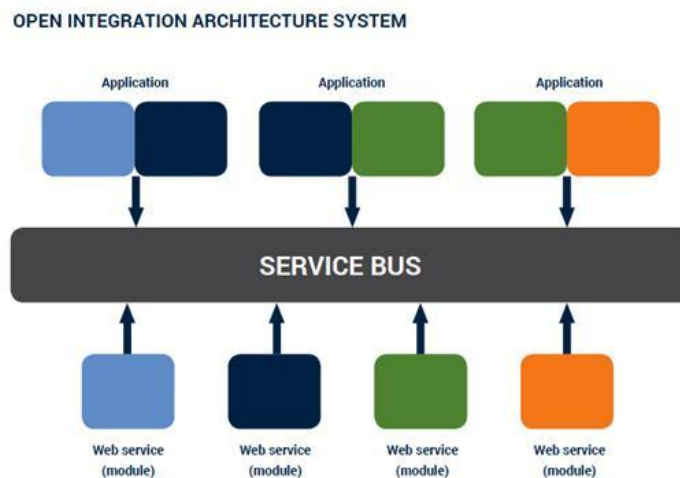 OPEN INTEGRATION ARCHITECTURE SYSTEM
Application
Application
Application
SERVICE BUS
Web service
(module)
Web service
(module)
Web service
(module)
Web service
(module)